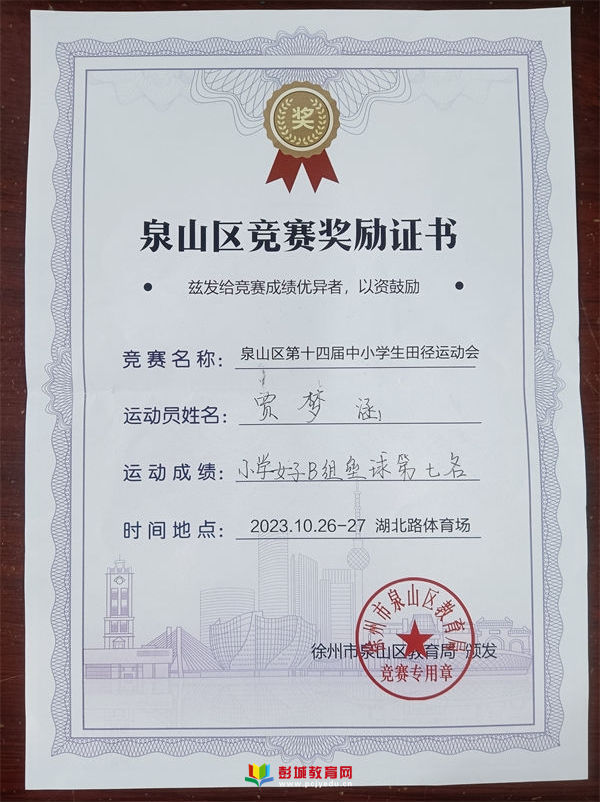 奖
泉山区竞赛奖励证书
• 兹发给竞赛成绩优异者，以资鼓励 •
竞赛名称： 泉山区第十四届中小学生田径运动会
运动员姓名： 贾梦涵
运动成绩： 小学女子B组垒球第七名
时间地点： 2023.10.26-27 湖北路体育场
徐州市泉山区教育局 颁发
徐州市泉山区教育局
竞赛专用章
彭城教育网
www.pcjyedu.cn